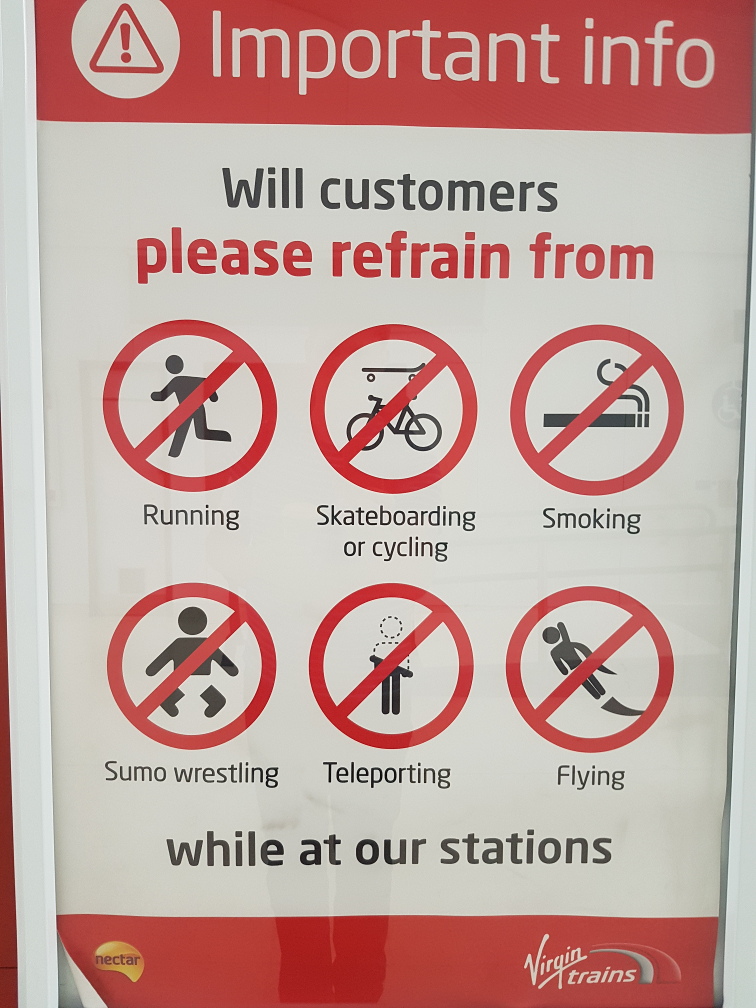 Important info
Will customers
please refrain from
Running
Skateboarding
or cycling
Smoking
Sumo wrestling
Teleporting
Flying
while at our stations
nectar
Virgin
trains